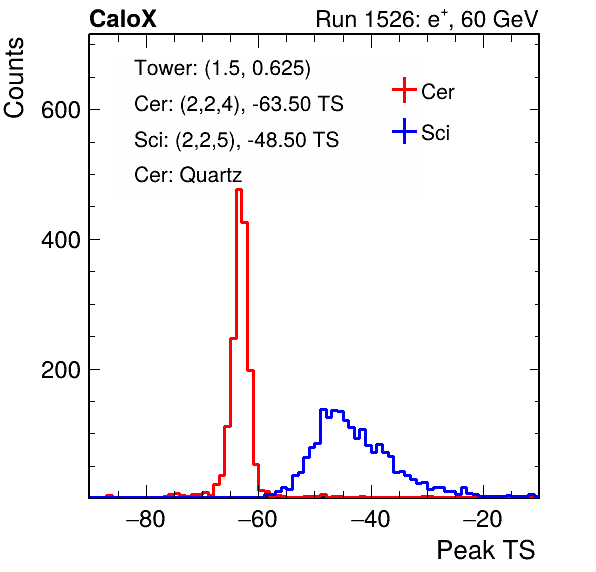 CaloX Run 1526: e⁺, 60 GeV
Counts
Tower: (1.5, 0.625)
Cer: (2,2,4), -63.50 TS
Sci: (2,2,5), -48.50 TS
Cer: Quartz
Cer
Sci
600
400
200
−80 −60 −40 −20
Peak TS